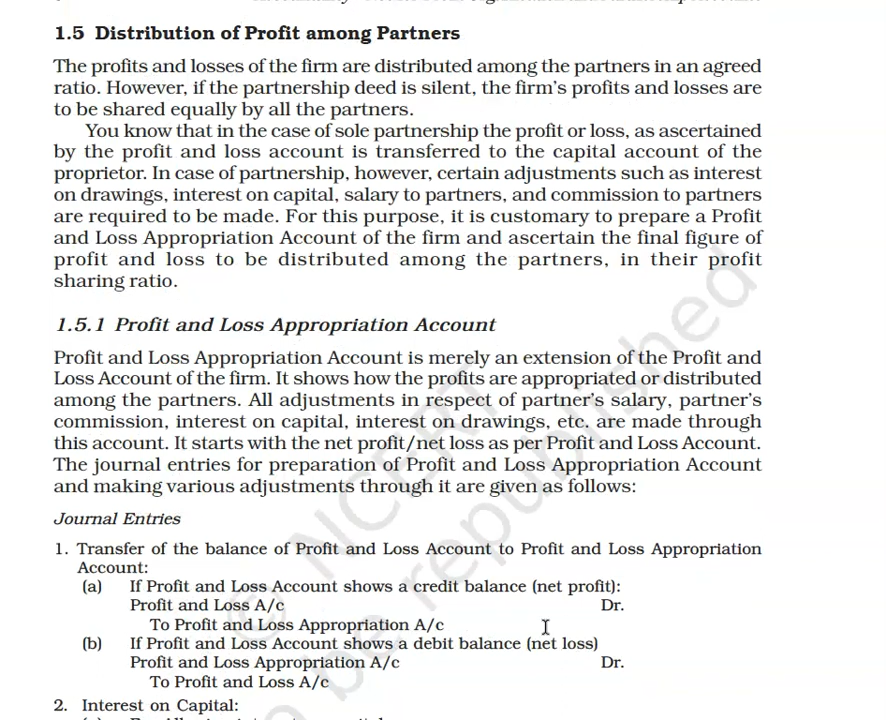 1.5 Distribution of Profit among Partners
The profits and losses of the firm are distributed among the partners in an agreed
ratio. However, if the partnership deed is silent, the firm's profits and losses are
to be shared equally by all the partners.
You know that in the case of sole partnership the profit or loss, as ascertained
by the profit and loss account is transferred to the capital account of the
proprietor. In case of partnership, however, certain adjustments such as interest
on drawings, interest on capital, salary to partners, and commission to partners
are required to be made. For this purpose, it is customary to prepare a Profit
and Loss Appropriation Account of the firm and ascertain the final figure of
profit and loss to be distributed among the partners, in their profit
sharing ratio.
1.5.1 Profit and Loss Appropriation Account
Profit and Loss Appropriation Account is merely an extension of the Profit and
Loss Account of the firm. It shows how the profits are appropriated or distributed
among the partners. All adjustments in respect of partner's salary, partner's
commission, interest on capital, interest on drawings, etc. are made through
this account. It starts with the net profit/net loss as per Profit and Loss Account.
The journal entries for preparation of Profit and Loss Appropriation Account
and making various adjustments through it are given as follows:
Journal Entries
1. Transfer of the balance of Profit and Loss Account to Profit and Loss Appropriation
Account:
(a) If Profit and Loss Account shows a credit balance (net profit):
Profit and Loss A/c Dr.
To Profit and Loss Appropriation A/c
(b) If Profit and Loss Account shows a debit balance (net loss)
Profit and Loss Appropriation A/c Dr.
To Profit and Loss A/c
2. Interest on Capital:
© NCERT
be republished